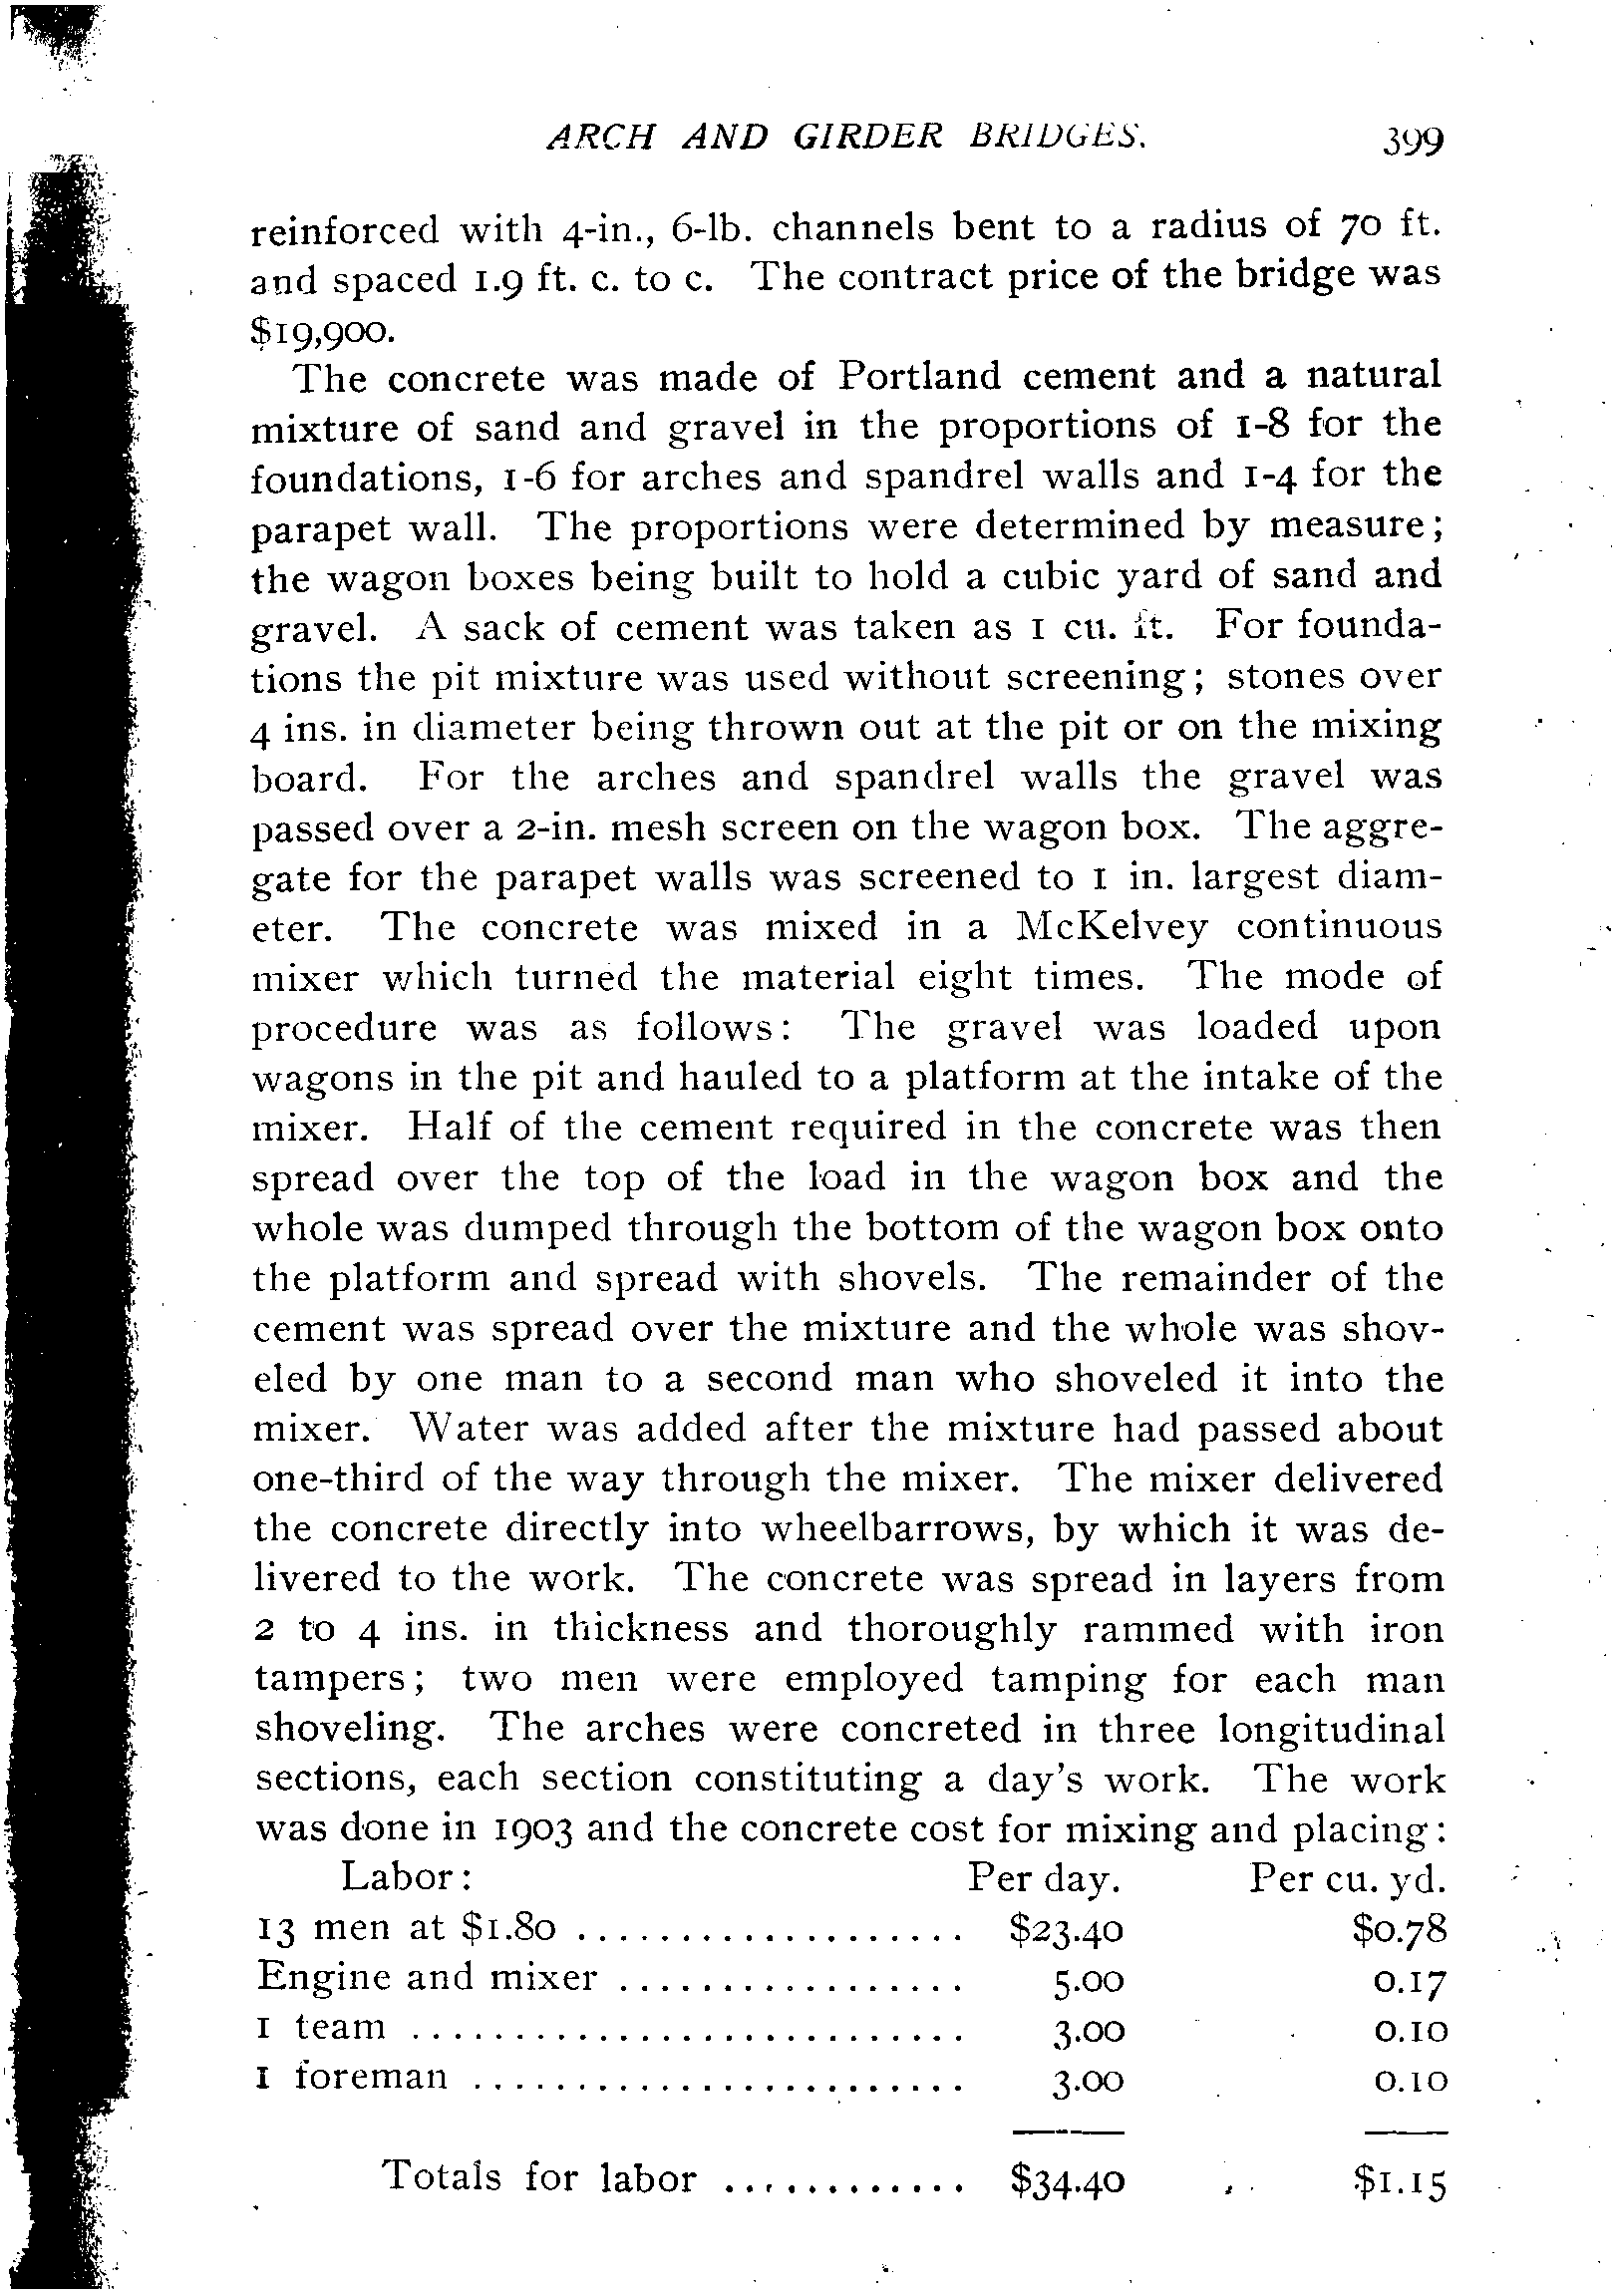 ARCH AND GIRDER BRIDGES. 399
reinforced with 4-in., 6-lb. channels bent to a radius of 70 ft.
and spaced 1.9 ft. c. to c. The contract price of the bridge was
$19,900.
The concrete was made of Portland cement and a natural
mixture of sand and gravel in the proportions of 1-8 for the
foundations, 1-6 for arches and spandrel walls and 1-4 for the
parapet wall. The proportions were determined by measure;
the wagon boxes being built to hold a cubic yard of sand and
gravel. A sack of cement was taken as 1 cu. ft. For founda-
tions the pit mixture was used without screening; stones over
4 ins. in diameter being thrown out at the pit or on the mixing
board. For the arches and spandrel walls the gravel was
passed over a 2-in. mesh screen on the wagon box. The aggre-
gate for the parapet walls was screened to 1 in. largest diam-
eter. The concrete was mixed in a McKelvey continuous
mixer which turned the material eight times. The mode of
procedure was as follows: The gravel was loaded upon
wagons in the pit and hauled to a platform at the intake of the
mixer. Half of the cement required in the concrete was then
spread over the top of the load in the wagon box and the
whole was dumped through the bottom of the wagon box onto
the platform and spread with shovels. The remainder of the
cement was spread over the mixture and the whole was shov-
eled by one man to a second man who shoveled it into the
mixer. Water was added after the mixture had passed about
one-third of the way through the mixer. The mixer delivered
the concrete directly into wheelbarrows, by which it was de-
livered to the work. The concrete was spread in layers from
2 to 4 ins. in thickness and thoroughly rammed with iron
tampers; two men were employed tamping for each man
shoveling. The arches were concreted in three longitudinal
sections, each section constituting a day's work. The work
was done in 1903 and the concrete cost for mixing and placing:
Labor: Per day. Per cu. yd.
13 men at $1.80 ................... $23.40 $0.78
Engine and mixer ................. 5.00 0.17
1 team ........................... 3.00 0.10
1 foreman ........................ 3.00 0.10
Totals for labor ............ $34.40 $1.15